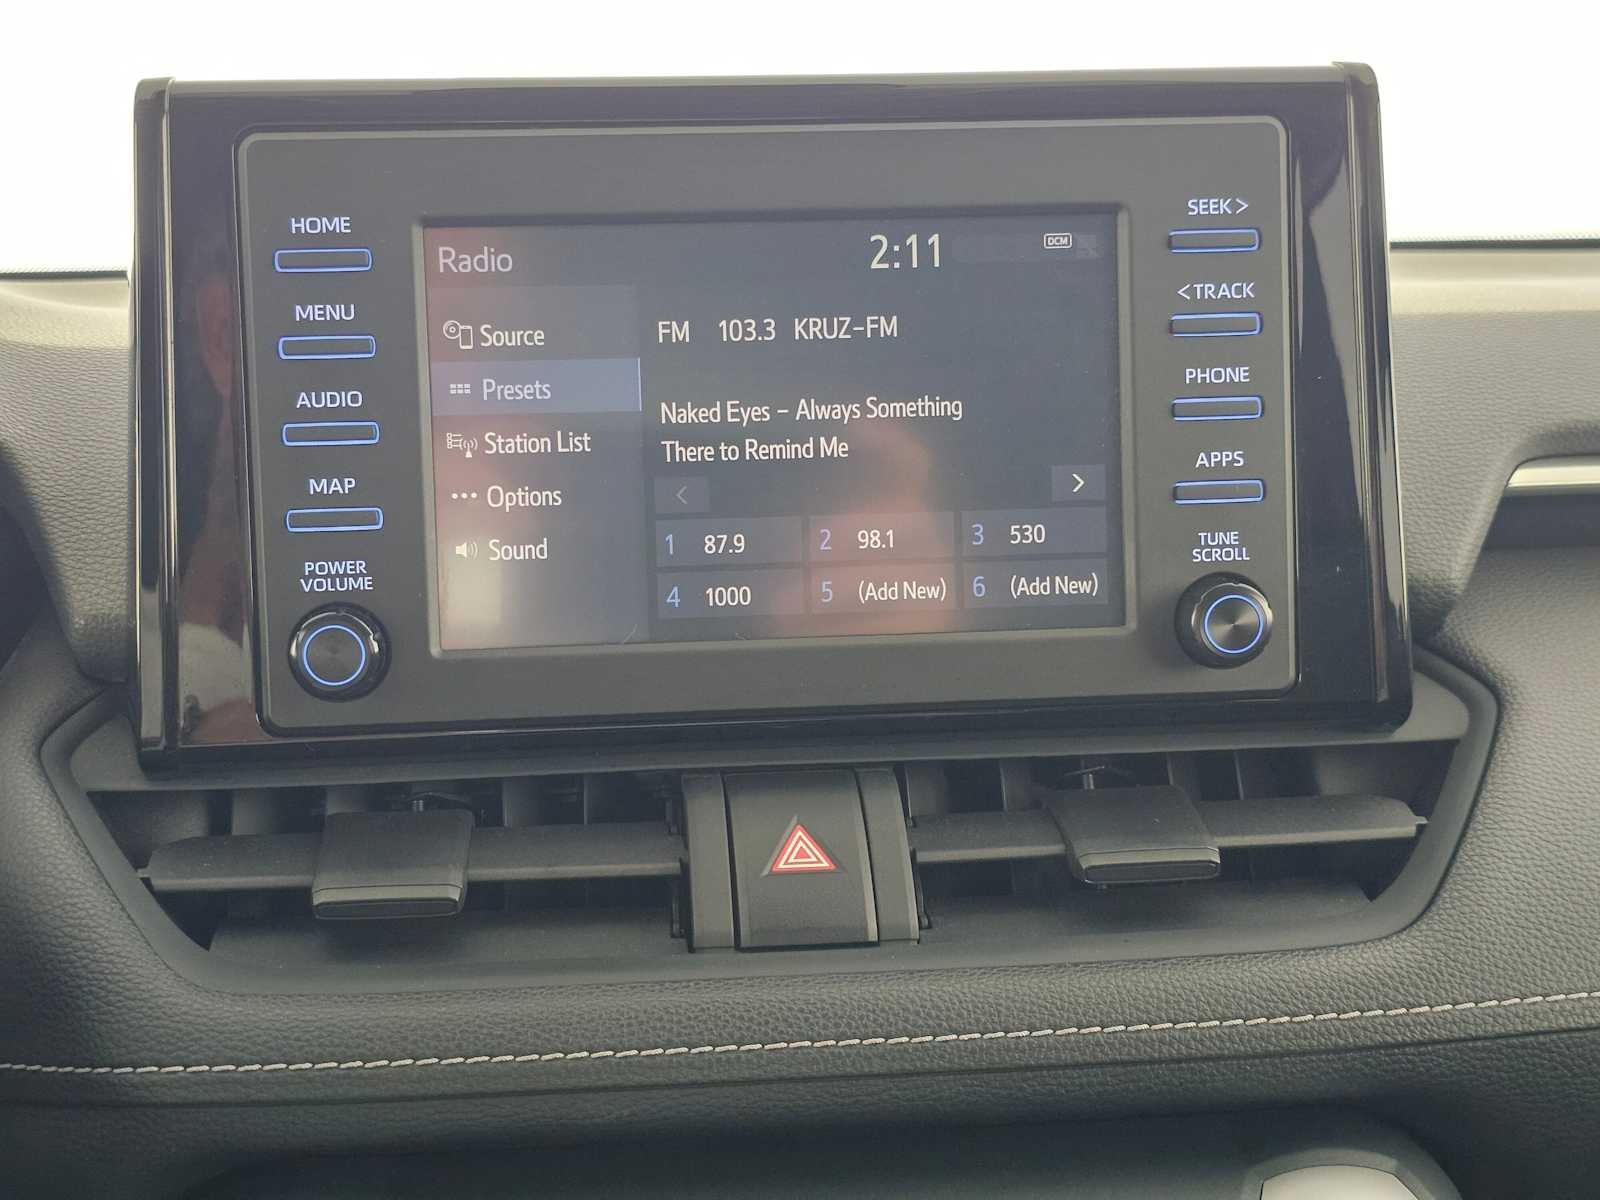 HOME
MENU
AUDIO
MAP
POWER
VOLUME
Radio
2:11
DCM
Source
Presets
Station List
Options
Sound
FM 103.3 KRUZ-FM
Naked Eyes - Always Something
There to Remind Me
<
>
1 87.9
2 98.1
3 530
4 1000
5 (Add New)
6 (Add New)
SEEK >
< TRACK
PHONE
APPS
TUNE
SCROLL